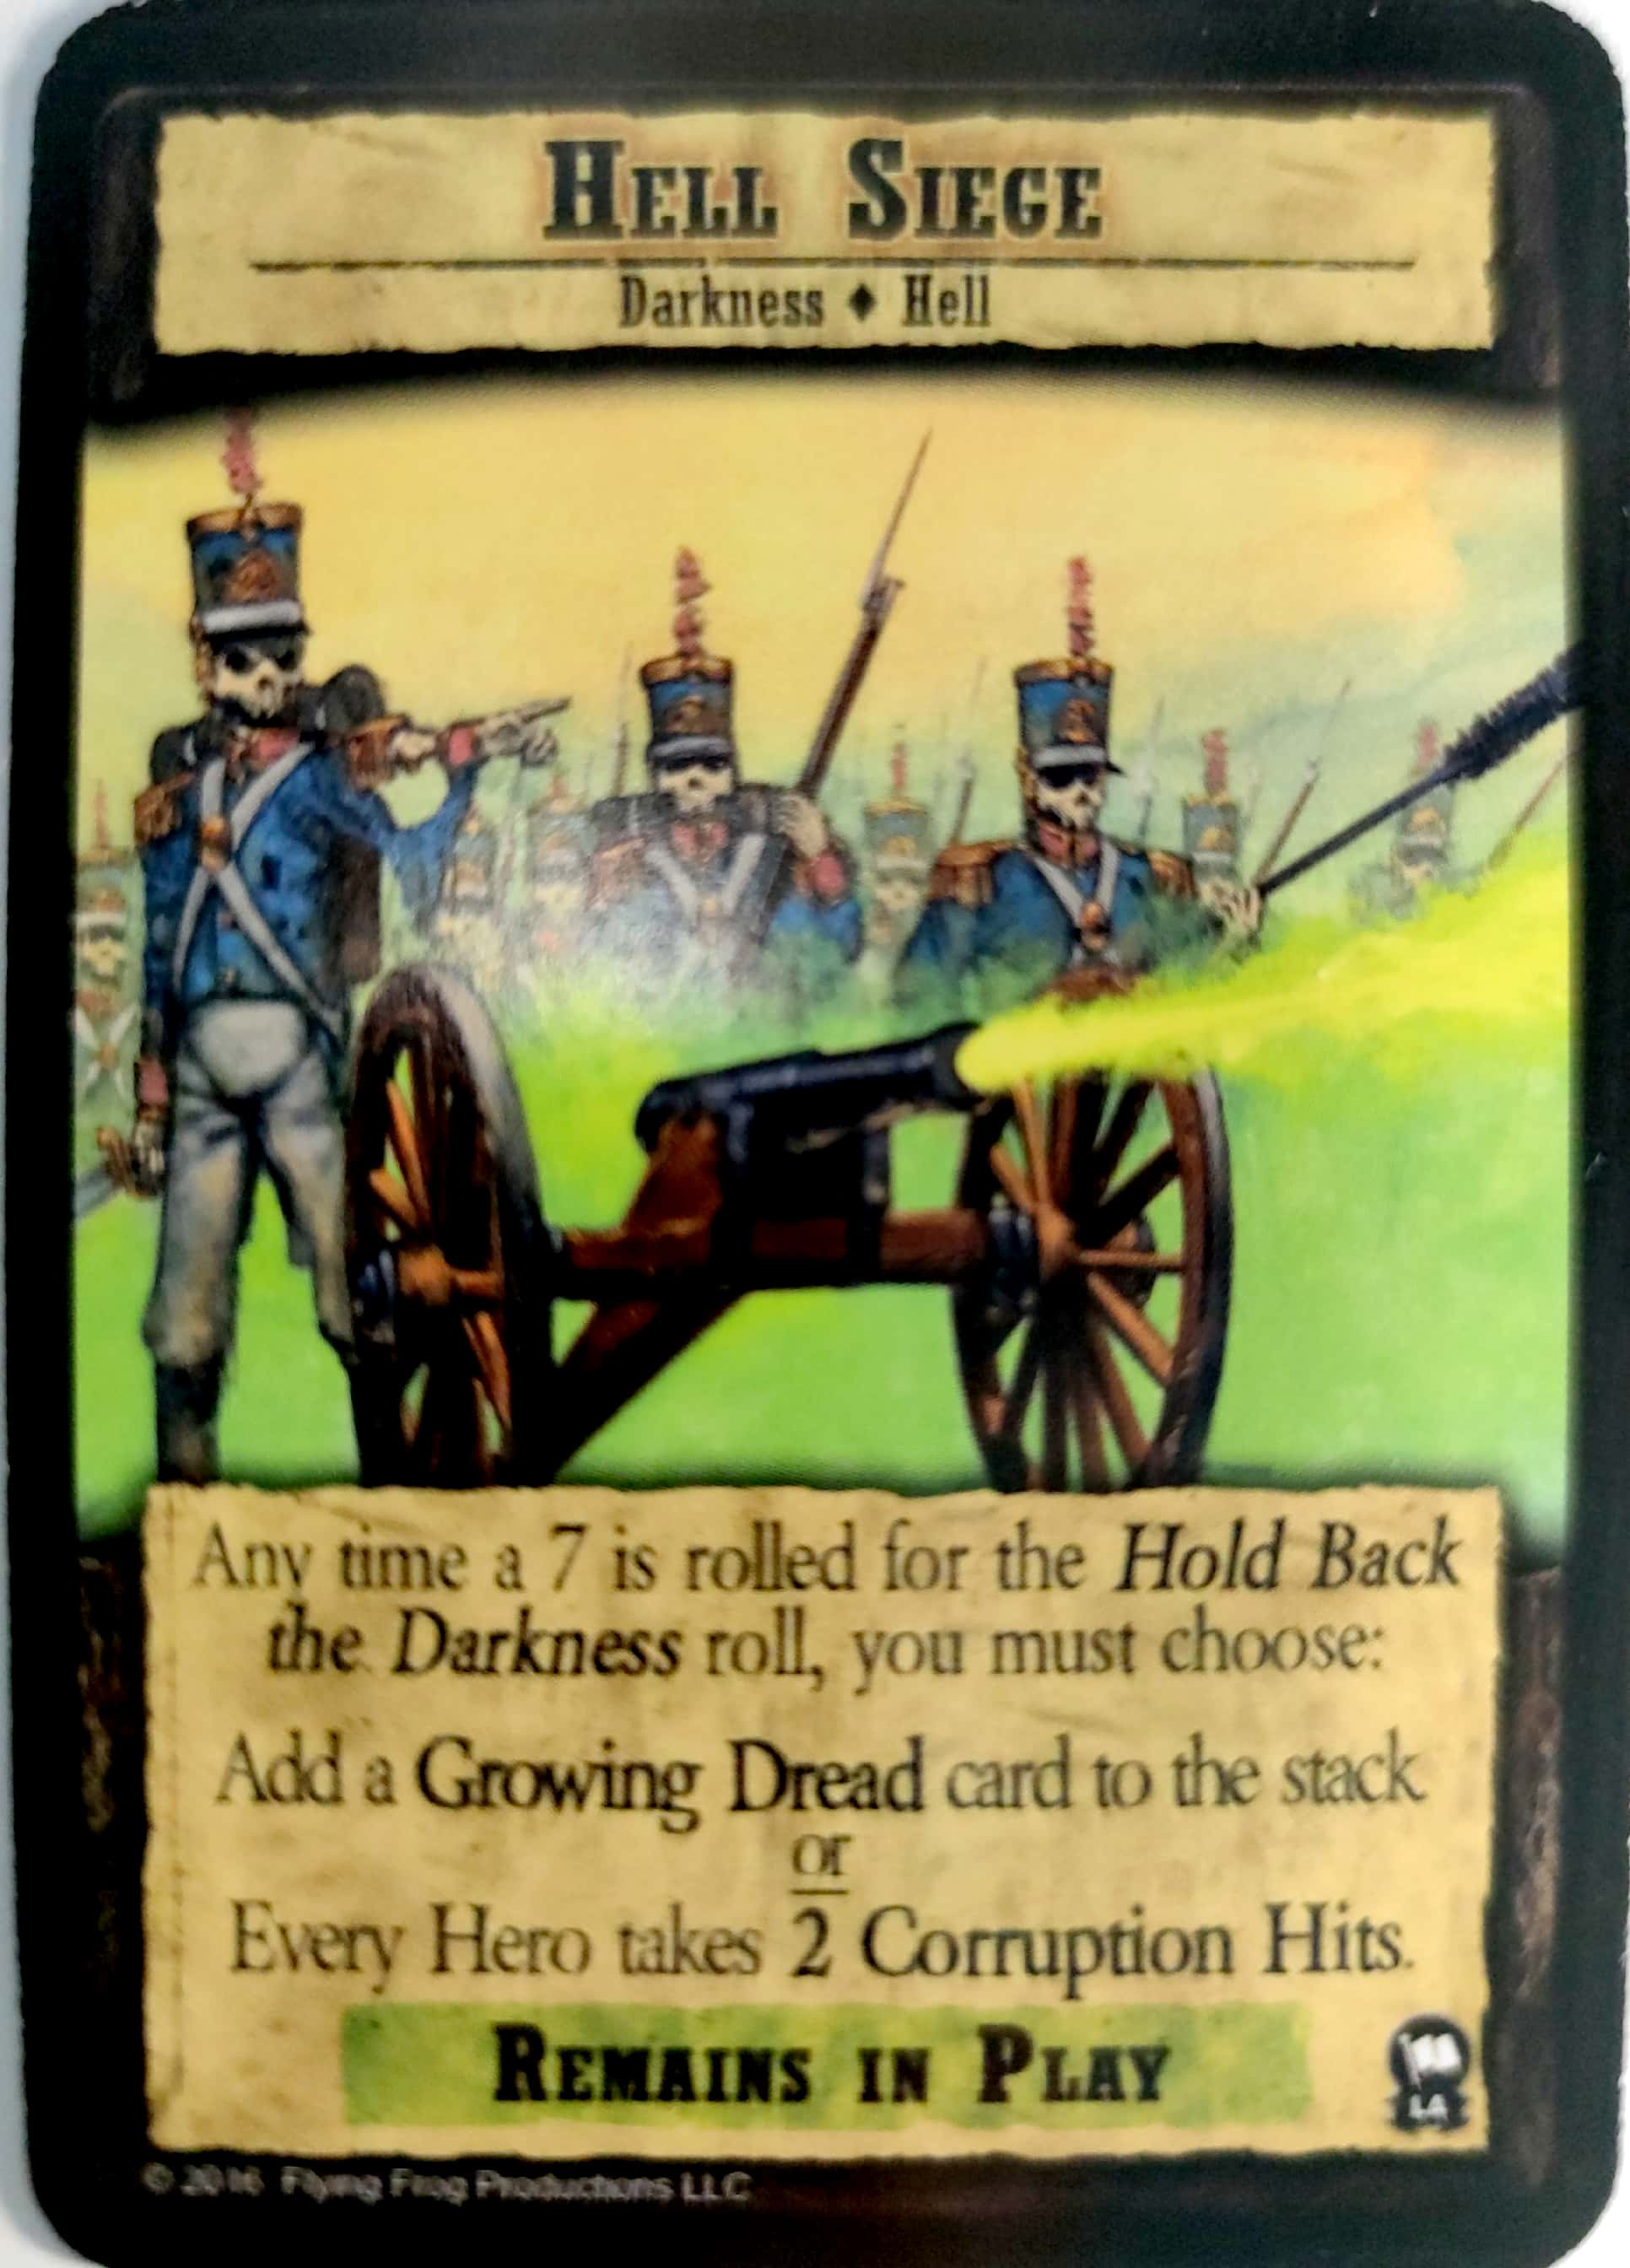 HELL SIEGE
Darkness ♦ Hell
Any time a 7 is rolled for the Hold Back
the Darkness roll, you must choose:
Add a Growing Dread card to the stack
or
Every Hero takes 2 Corruption Hits.
REMAINS IN PLAY
LA
© 2016 Flying Frog Productions LLC